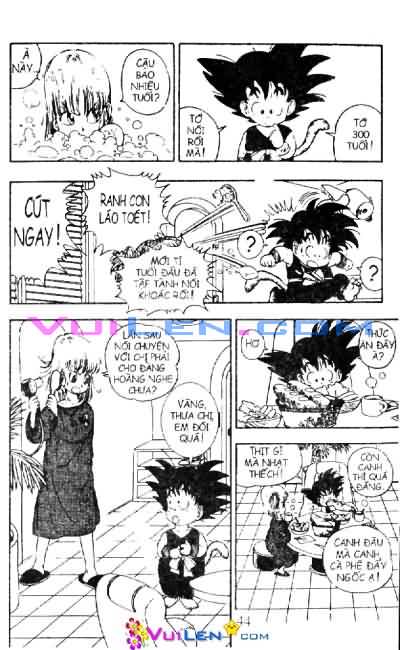 À
NÀY,
CẬU
BAO
NHIÊU
TUỔI?
TỚ
NÓI
RỒI
MÀ!
TỚ
300
TUỔI!
CÚT
NGAY!
RANH CON
LÁO TOÉT!
MỚI TÍ
TUỔI ĐẦU ĐÃ
TẬP TÀNH NÓI
KHOÁC RỒI!
?
?
VUILEN.COM
LẦN SAU
NÓI CHUYỆN
VỚI CHỊ PHẢI
CHO ĐÀNG
HOÀNG NGHE
CHƯA?
VÂNG,
THƯA CHỊ,
EM ĐÓI
QUÁ!
HƠ
THỨC
ĂN ĐÂY
À?
THỊT GÌ
MÀ NHẠT
THẾCH!
CÒN
CANH
THÌ QUÁ
ĐẮNG.
CANH ĐÂU
MÀ CANH,
CÀ PHÊ ĐẤY
NGỐC Ạ!
44
VUILEN.COM